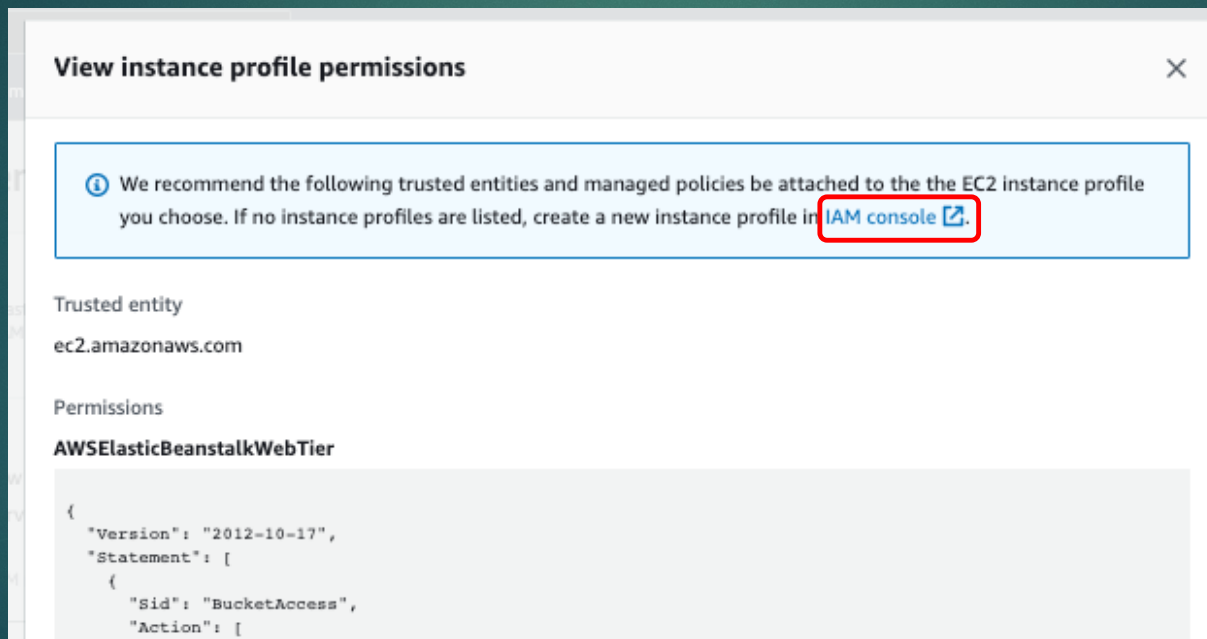 View instance profile permissions
We recommend the following trusted entities and managed policies be attached to the the EC2 instance profile
you choose. If no instance profiles are listed, create a new instance profile in IAM console.
Trusted entity
ec2.amazonaws.com
Permissions
AWSElasticBeanstalkWebTier
{
  "Version": "2012-10-17",
  "Statement": [
    {
      "Sid": "BucketAccess",
      "Action": [